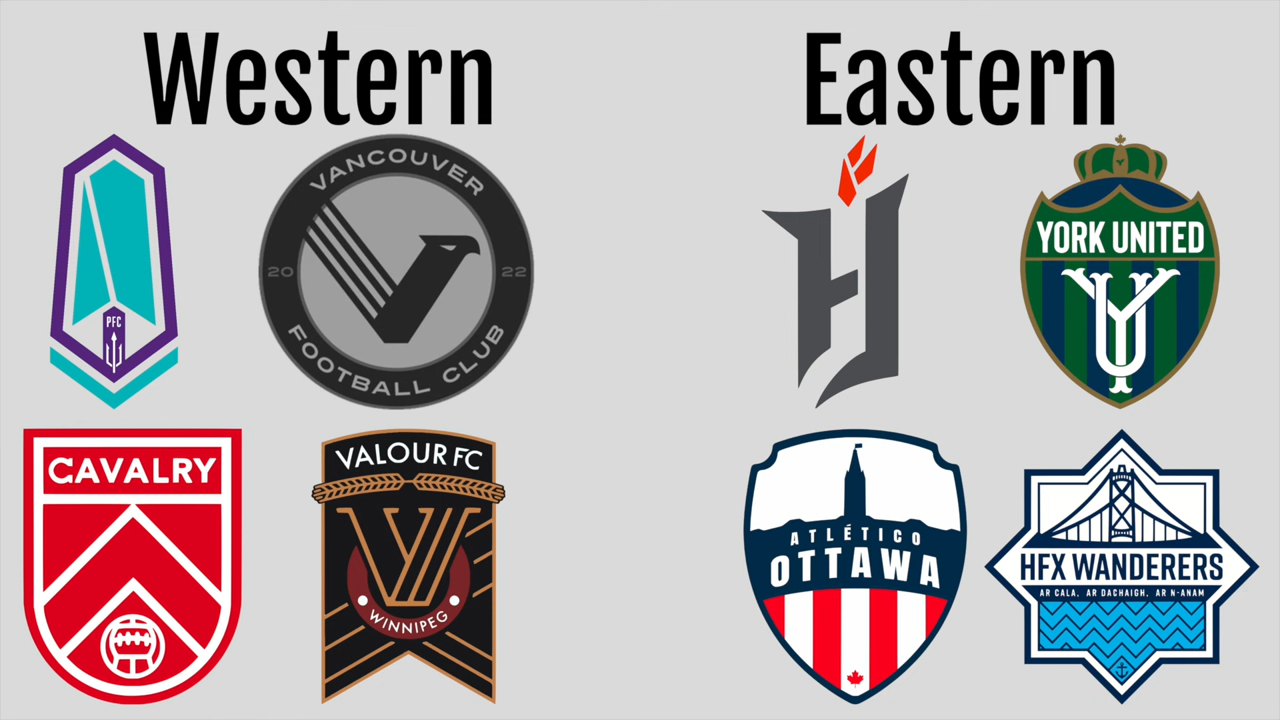 Western
Eastern
PFC
VANCOUVER
20 22
FOOTBALL CLUB
YORK UNITED
YU
CAVALRY
VALOUR FC
WINNIPEG
ATLÉTICO
OTTAWA
HFX WANDERERS
AR CALA, AR DACHAIGH, AR N-ANAM